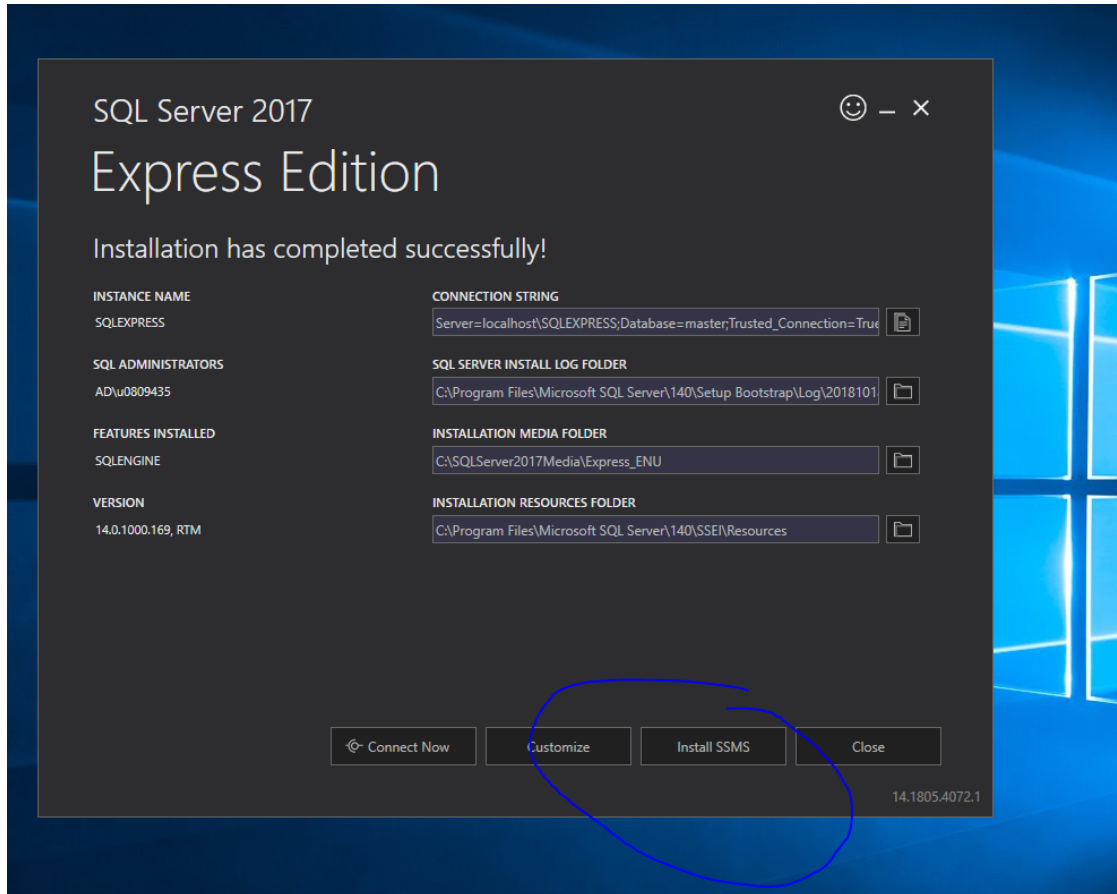 SQL Server 2017
Express Edition
Installation has completed successfully!
INSTANCE NAME
SQLEXPRESS
CONNECTION STRING
Server=localhost\SQLEXPRESS;Database=master;Trusted_Connection=True
SQL ADMINISTRATORS
AD\u0809435
SQL SERVER INSTALL LOG FOLDER
C:\Program Files\Microsoft SQL Server\140\Setup Bootstrap\Log\2018101
FEATURES INSTALLED
SQLENGINE
INSTALLATION MEDIA FOLDER
C:\SQLServer2017Media\Express_ENU
VERSION
14.0.1000.169, RTM
INSTALLATION RESOURCES FOLDER
C:\Program Files\Microsoft SQL Server\140\SSEI\Resources
Connect Now
Customize
Install SSMS
Close
14.1805.4072.1